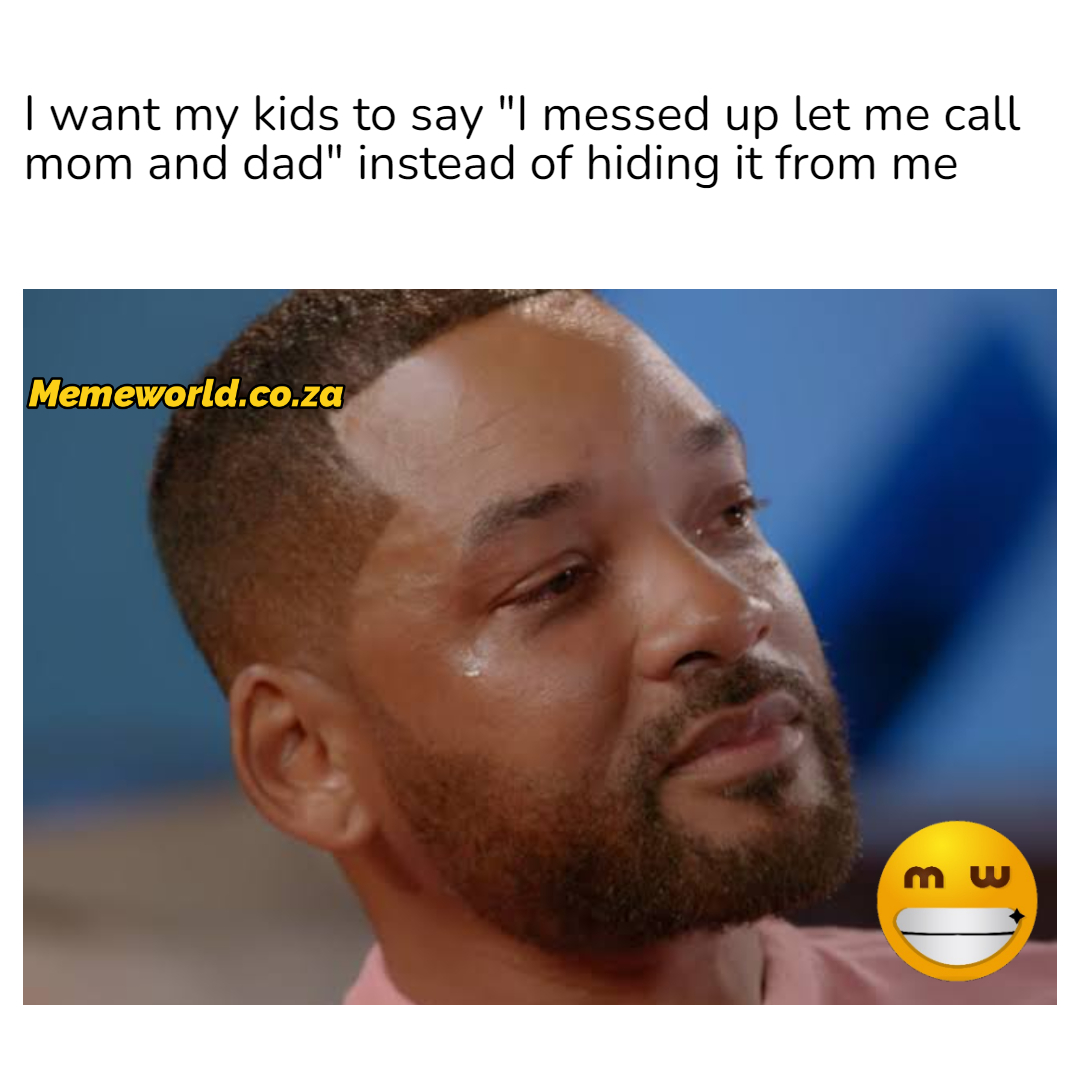 I want my kids to say "I messed up let me call
mom and dad" instead of hiding it from me
Memeworld.co.za
m w